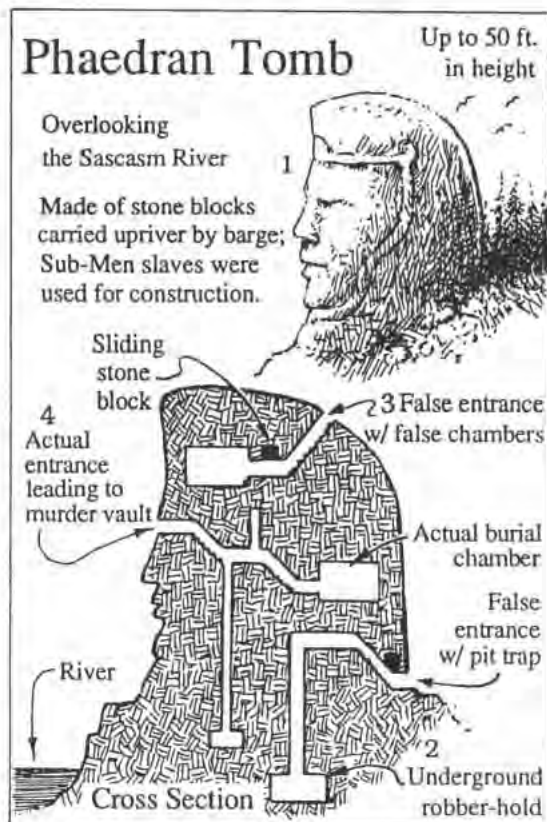 Phaedran Tomb
Up to 50 ft.
in height
Overlooking
the Sascasm River
1
Made of stone blocks
carried upriver by barge;
Sub-Men slaves were
used for construction.
Sliding
stone
block
4
Actual
entrance
leading to
murder vault
3 False entrance
w/ false chambers
Actual burial
chamber
False
entrance
w/ pit trap
River
2
Underground
robber-hold
Cross Section